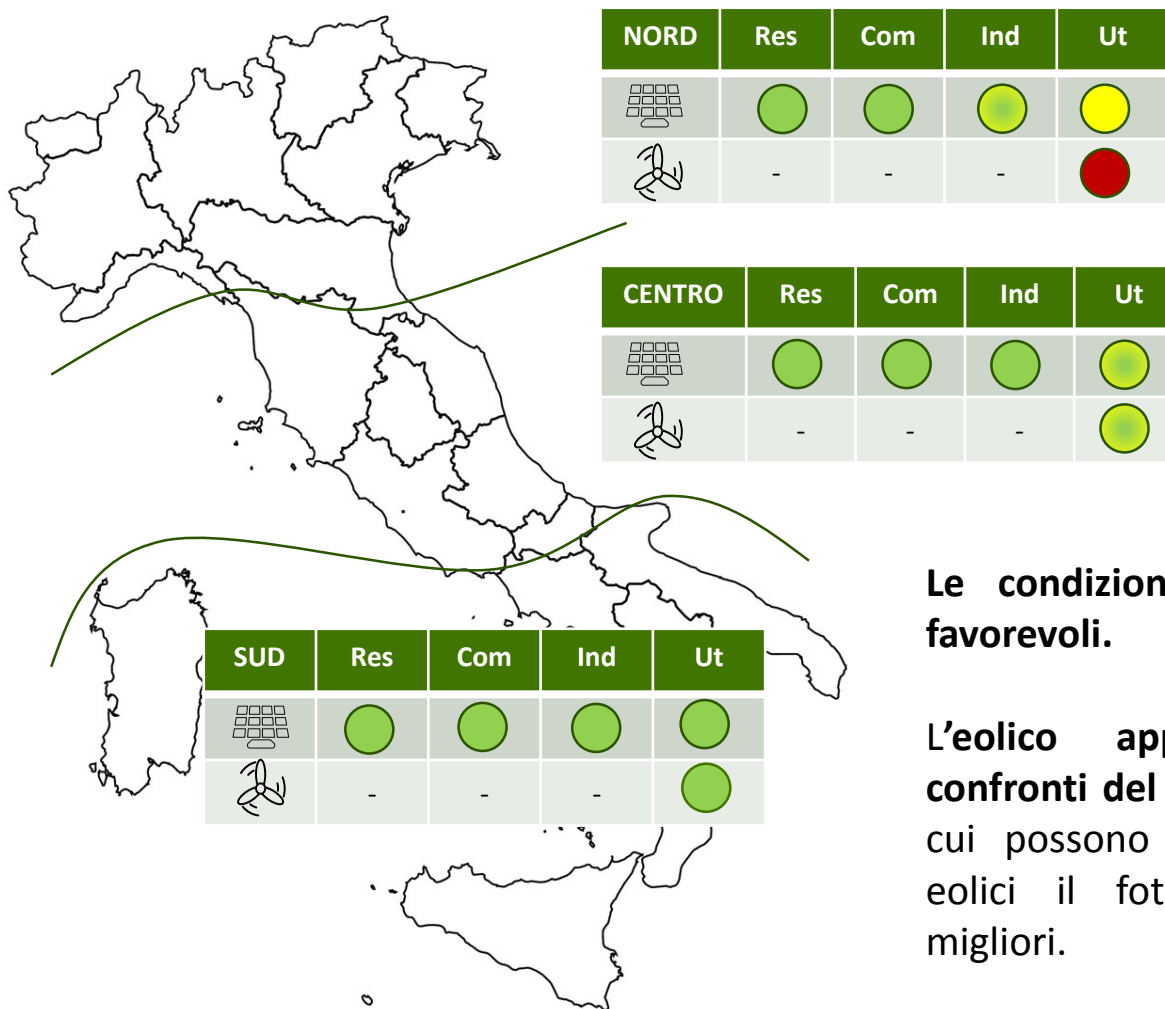 NORD Res Com Ind Ut
- - -
CENTRO Res Com Ind Ut
- - -
SUD Res Com Ind Ut
- - -
Le condizion
favorevoli.
L'eolico app
confronti del
cui possono
eolici il fot
migliori.